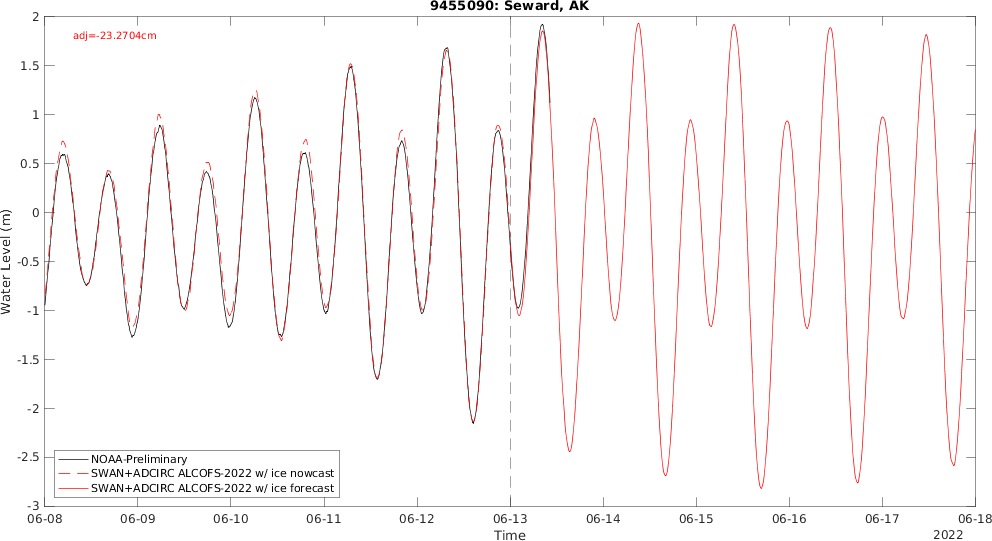 9455090: Seward, AK
adj=-23.2704cm
Water Level (m)
2
1.5
1
0.5
0
-0.5
-1
-1.5
-2
-2.5
-3
NOAA-Preliminary
SWAN+ADCIRC ALCOFS-2022 w/ ice nowcast
SWAN+ADCIRC ALCOFS-2022 w/ ice forecast
06-08 06-09 06-10 06-11 06-12 06-13 06-14 06-15 06-16 06-17 06-18
Time
2022